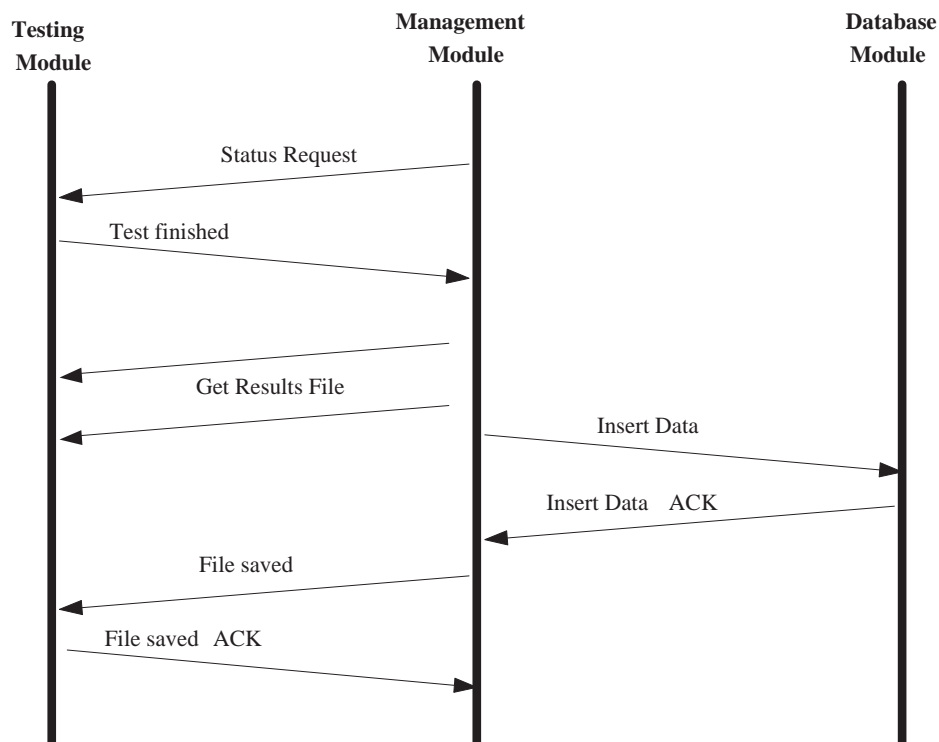 Testing
Module
Management
Module
Database
Module
Status Request
Test finished
Get Results File
Insert Data
Insert Data ACK
File saved
File saved ACK